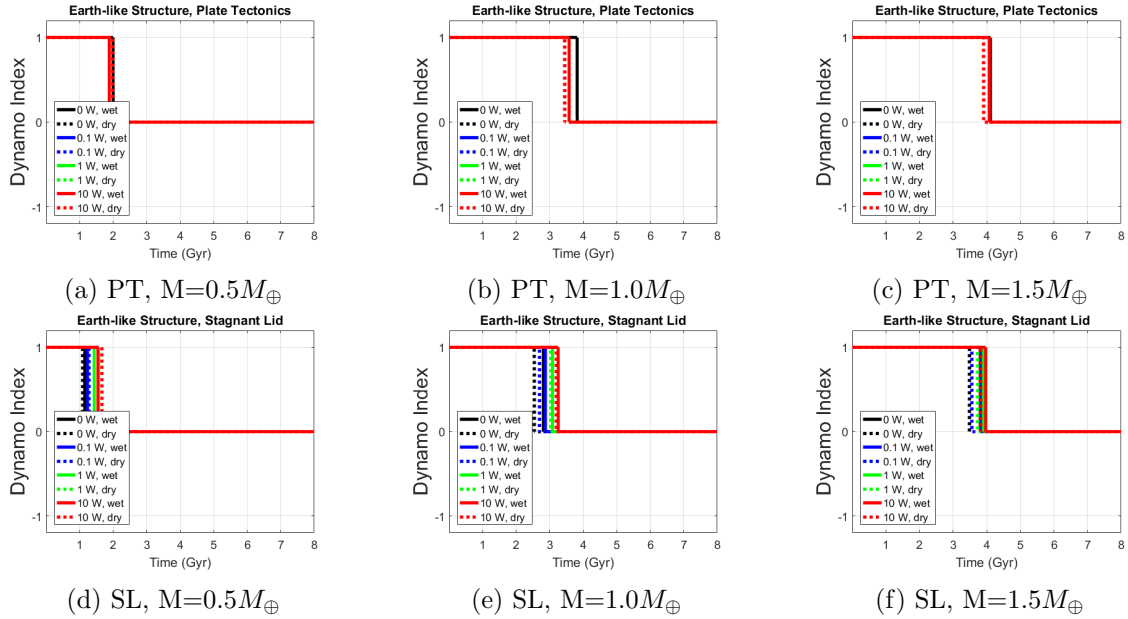 Earth-like Structure, Plate Tectonics
Dynamo Index
1
0
-1
0 W, wet
0 W, dry
0.1 W, wet
0.1 W, dry
1 W, wet
1 W, dry
10 W, wet
10 W, dry
1 2 3 4 5 6 7 8
Time (Gyr)
(a) PT, M=0.5M⊕
Earth-like Structure, Plate Tectonics
Dynamo Index
1
0
-1
0 W, wet
0 W, dry
0.1 W, wet
0.1 W, dry
1 W, wet
1 W, dry
10 W, wet
10 W, dry
1 2 3 4 5 6 7 8
Time (Gyr)
(b) PT, M=1.0M⊕
Earth-like Structure, Plate Tectonics
Dynamo Index
1
0
-1
0 W, wet
0 W, dry
0.1 W, wet
0.1 W, dry
1 W, wet
1 W, dry
10 W, wet
10 W, dry
1 2 3 4 5 6 7 8
Time (Gyr)
(c) PT, M=1.5M⊕
Earth-like Structure, Stagnant Lid
Dynamo Index
1
0
-1
0 W, wet
0 W, dry
0.1 W, wet
0.1 W, dry
1 W, wet
1 W, dry
10 W, wet
10 W, dry
1 2 3 4 5 6 7 8
Time (Gyr)
(d) SL, M=0.5M⊕
Earth-like Structure, Stagnant Lid
Dynamo Index
1
0
-1
0 W, wet
0 W, dry
0.1 W, wet
0.1 W, dry
1 W, wet
1 W, dry
10 W, wet
10 W, dry
1 2 3 4 5 6 7 8
Time (Gyr)
(e) SL, M=1.0M⊕
Earth-like Structure, Stagnant Lid
Dynamo Index
1
0
-1
0 W, wet
0 W, dry
0.1 W, wet
0.1 W, dry
1 W, wet
1 W, dry
10 W, wet
10 W, dry
1 2 3 4 5 6 7 8
Time (Gyr)
(f) SL, M=1.5M⊕